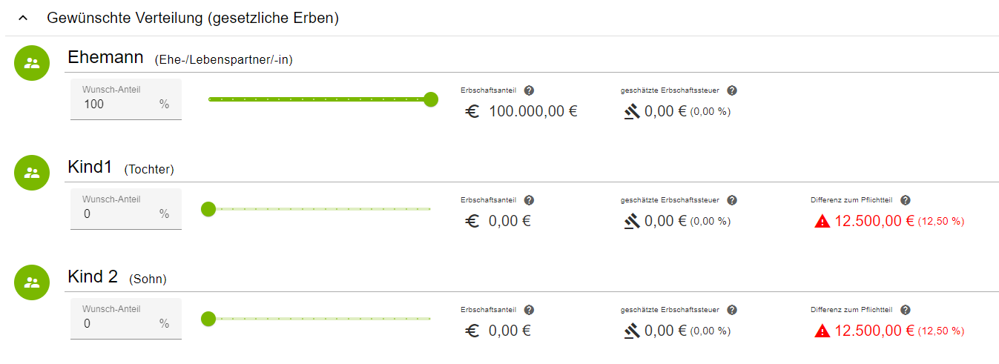 Gewünschte Verteilung (gesetzliche Erben)
Ehemann (Ehe-/Lebenspartner/-in)
Wunsch-Anteil Erbschaftsanteil ? geschätzte Erbschaftssteuer ?
100 % € 100.000,00 € 0,00 € (0,00 %)
Kind1 (Tochter)
Wunsch-Anteil Erbschaftsanteil ? geschätzte Erbschaftssteuer ? Differenz zum Pflichtteil ?
0 % € 0,00 € 0,00 € (0,00 %) 12.500,00 € (12,50 %)
Kind 2 (Sohn)
Wunsch-Anteil Erbschaftsanteil ? geschätzte Erbschaftssteuer ? Differenz zum Pflichtteil ?
0 % € 0,00 € 0,00 € (0,00 %) 12.500,00 € (12,50 %)